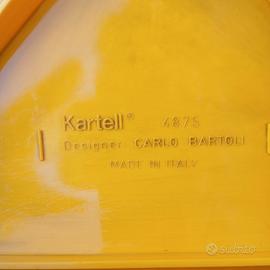 Kartell® 4875
Designer CARLO BARTOLI
MADE IN ITALY
subito